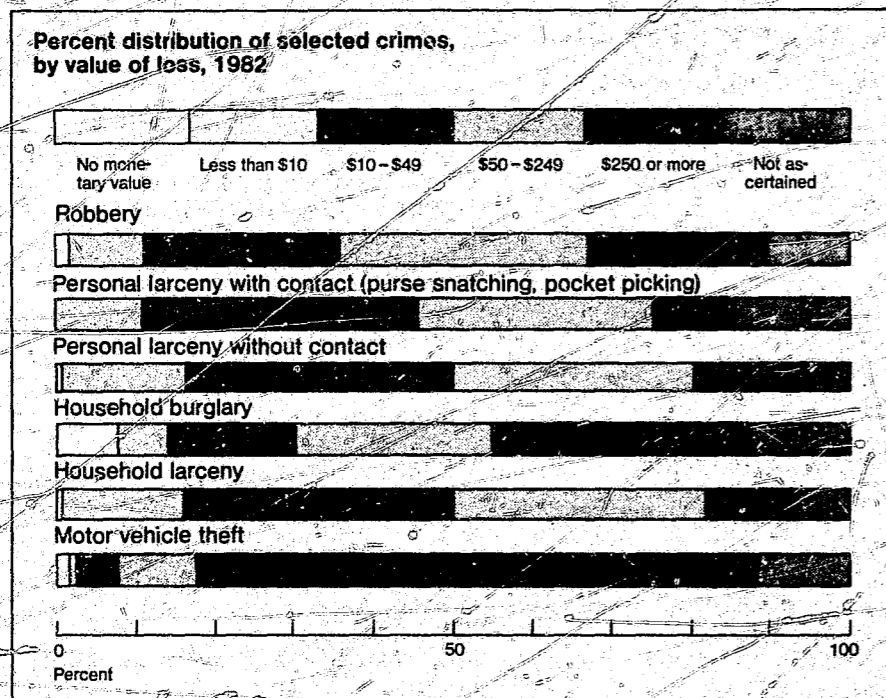 Percent distribution of selected crimes,
by value of loss, 1982
No mone-
tary value
Less than $10
$10–$49
$50–$249
$250 or more
Not as-
certained
Robbery
Personal larceny with contact (purse snatching, pocket picking)
Personal larceny without contact
Household burglary
Household larceny
Motor vehicle theft
0 50 100
Percent